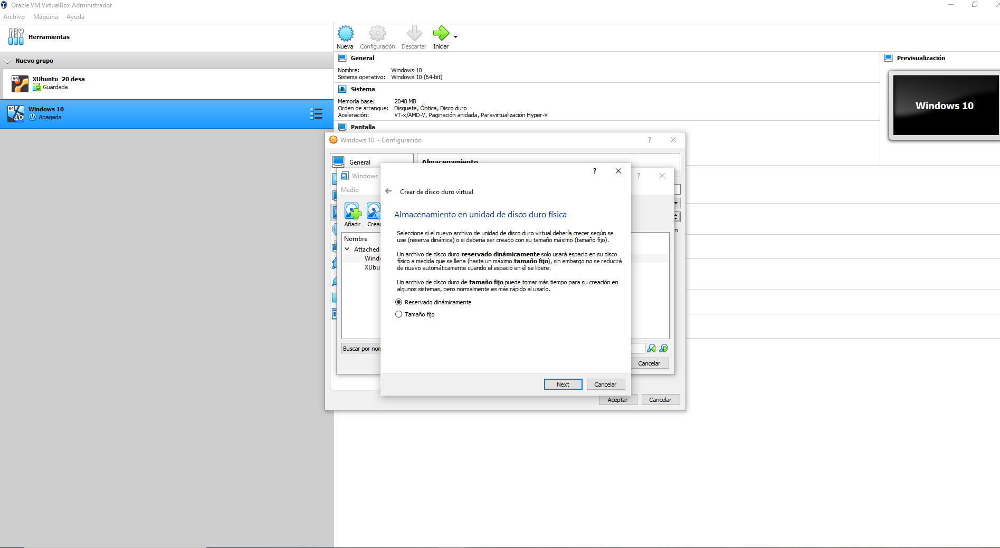 Oracle VM VirtualBox Administrador
Archivo Máquina Ayuda
Herramientas
Nueva Configuración Descartar Iniciar
Nuevo grupo
64
XUbuntu_20 desa
Guardada
64
10
Windows 10
Apagada
General
Nombre: Windows 10
Sistema operativo: Windows 10 (64-bit)
Sistema
Memoria base: 2048 MB
Orden de arranque: Disquete, Óptica, Disco duro
Aceleración: VT-x/AMD-V, Paginación anidada, Paravirtualización Hyper-V
Pantalla
Previsualización
Windows 10
Windows 10 - Configuración
?
General
Almacenamiento
Windows
?
Medio
Añadir Crear
Nombre
Attached
Windo
XUbu
Buscar por nom
Cancelar
n
Aceptar Cancelar
?
Crear de disco duro virtual
Almacenamiento en unidad de disco duro física
Seleccione si el nuevo archivo de unidad de disco duro virtual debería crecer según se
use (reserva dinámica) o si debería ser creado con su tamaño máximo (tamaño fijo).
Un archivo de disco duro reservado dinámicamente solo usará espacio en su disco
físico a medida que se llena (hasta un máximo tamaño fijo), sin embargo no se reducirá
de nuevo automáticamente cuando el espacio en él se libere.
Un archivo de disco duro de tamaño fijo puede tomar más tiempo para su creación en
algunos sistemas, pero normalmente es más rápido al usarlo.
Reservado dinámicamente
Tamaño fijo
Next Cancelar